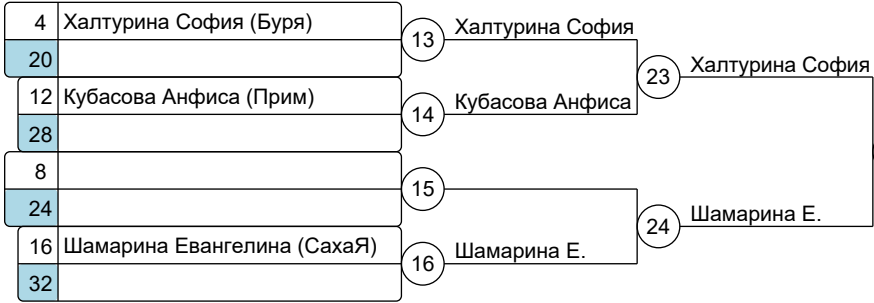 4 Халтурина София (Буря)
20
13 Халтурина София
12 Кубасова Анфиса (Прим)
28
14 Кубасова Анфиса
23 Халтурина София
8
24
15
16 Шамарина Евангелина (СахаЯ)
32
16 Шамарина Е.
24 Шамарина Е.